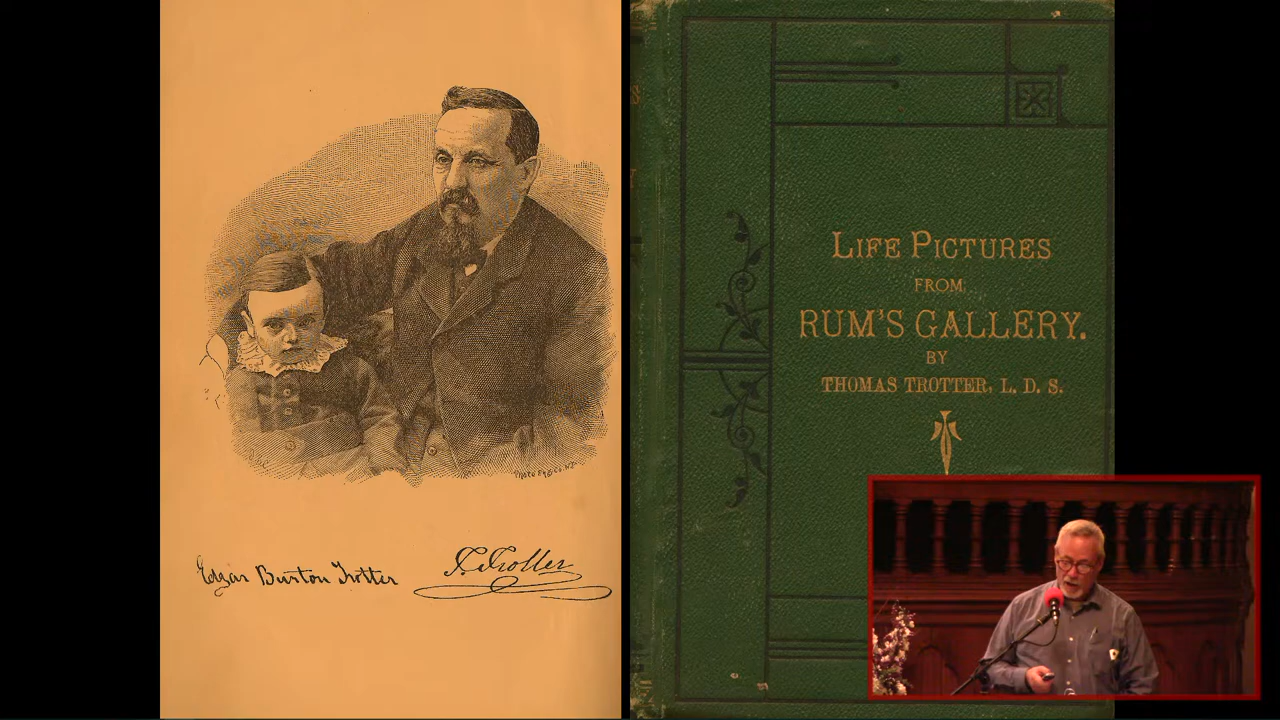 Edgar Burton Trotter
T. Trotter
LIFE PICTURES
FROM
RUM'S GALLERY.
BY
THOMAS TROTTER, L. D. S.